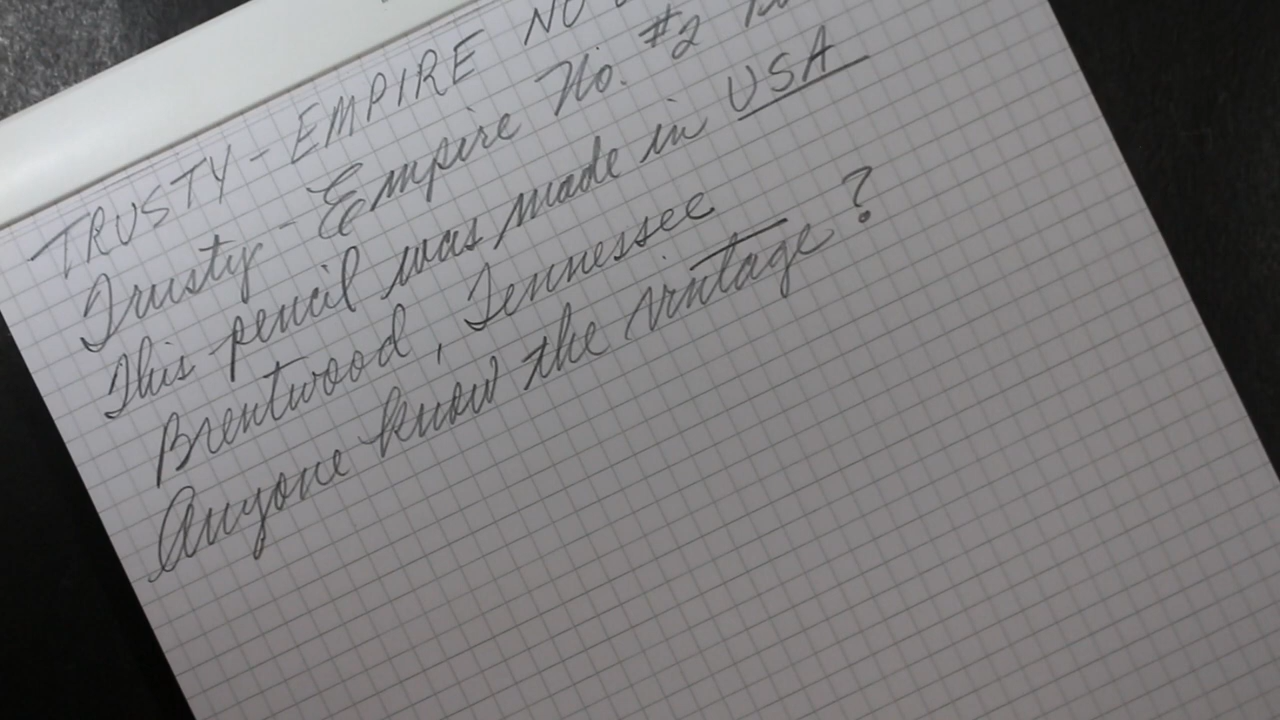 TRUSTY - EMPIRE NO
Trusty - Empire No. #2
This pencil was made in USA
Brentwood, Tennessee
Anyone know the vintage ?